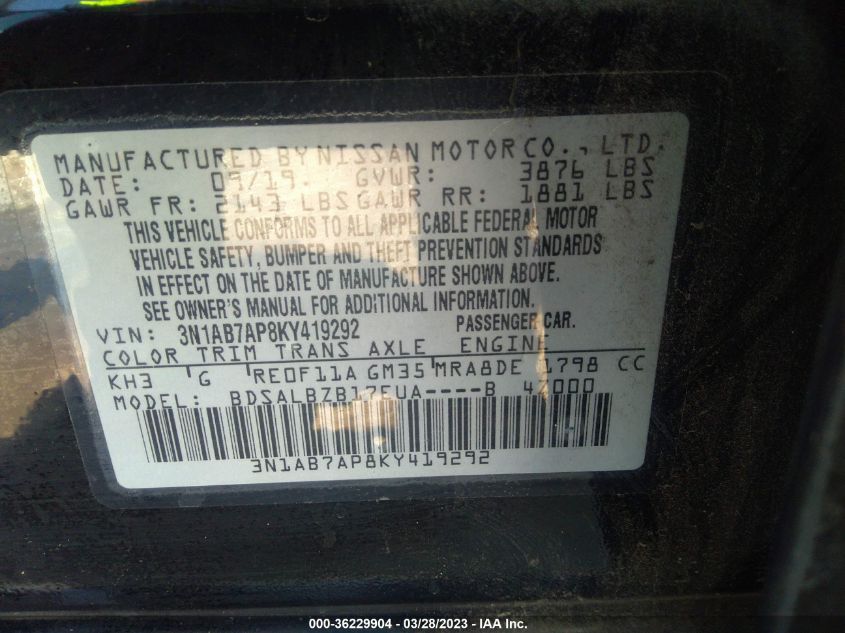 MANUFACTURED BY NISSAN MOTOR CO., LTD.
DATE: 09/19. GVWR: 3876 LBS
GAWR FR: 2143 LBS GAWR RR: 1881 LBS
THIS VEHICLE CONFORMS TO ALL APPLICABLE FEDERAL MOTOR
VEHICLE SAFETY, BUMPER AND THEFT PREVENTION STANDARDS
IN EFFECT ON THE DATE OF MANUFACTURE SHOWN ABOVE.
SEE OWNER'S MANUAL FOR ADDITIONAL INFORMATION.
VIN: 3N1AB7AP8KY419292 PASSENGER CAR.
COLOR TRIM TRANS AXLE ENGINE
KH3 G RE0F11A GM35 MRA8DE 1798 CC
MODEL: BDSALBZB17EUA----B 47000
3N1AB7AP8KY419292
000-36229904 - 03/28/2023 - IAA Inc.